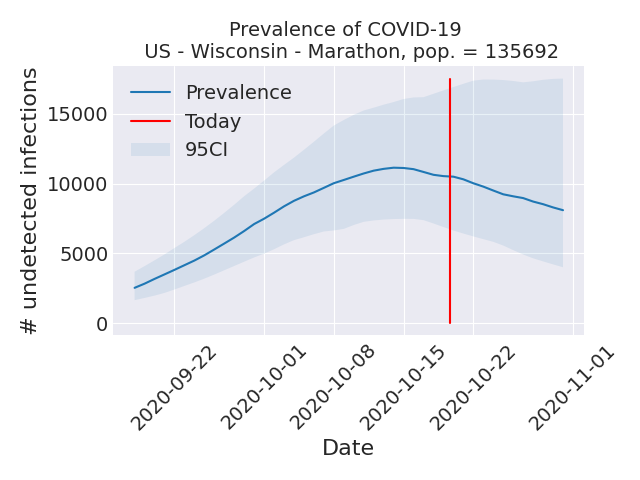 Prevalence of COVID-19
US - Wisconsin - Marathon, pop. = 135692
Prevalence
Today
95CI
# undetected infections
15000
10000
5000
0
2020-09-22
2020-10-01
2020-10-08
2020-10-15
2020-10-22
2020-11-01
Date